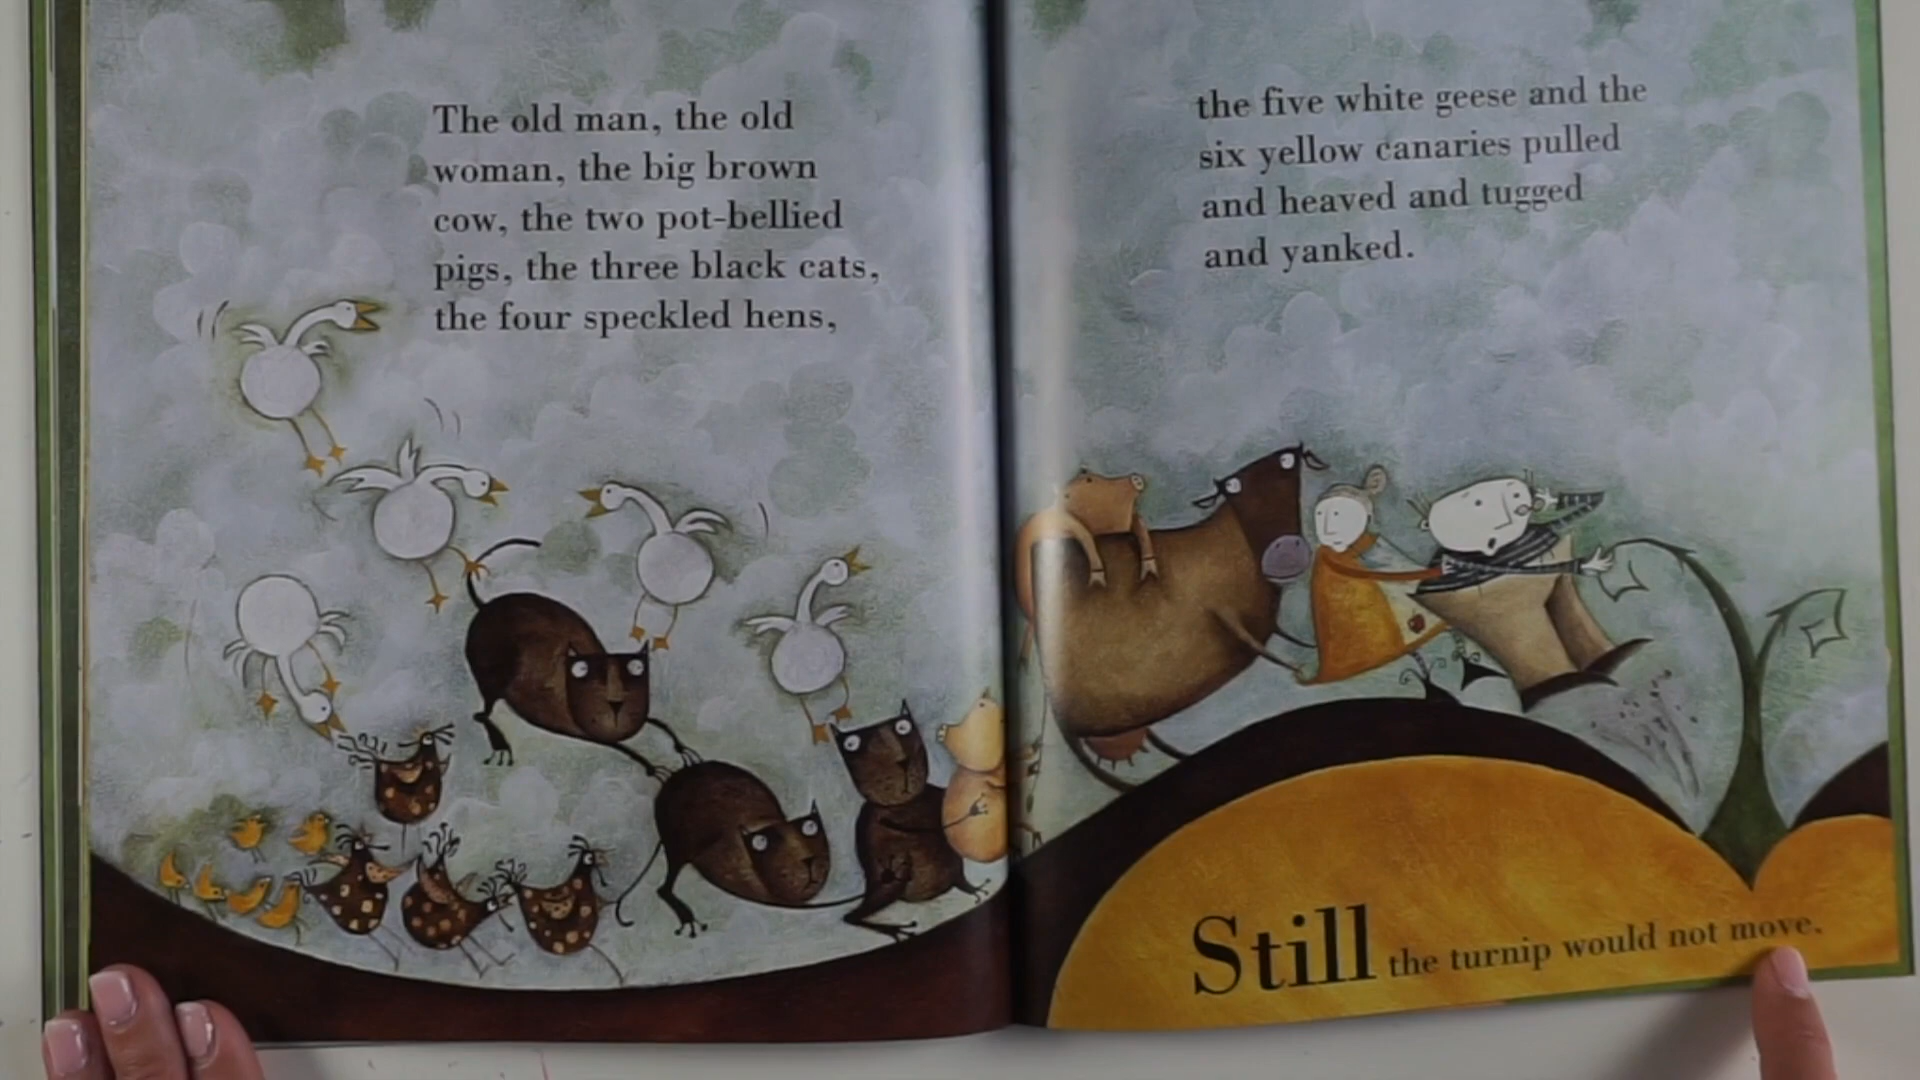 The old man, the old
woman, the big brown
cow, the two pot-bellied
pigs, the three black cats,
the four speckled hens,
the five white geese and the
six yellow canaries pulled
and heaved and tugged
and yanked.
Still the turnip would not move.